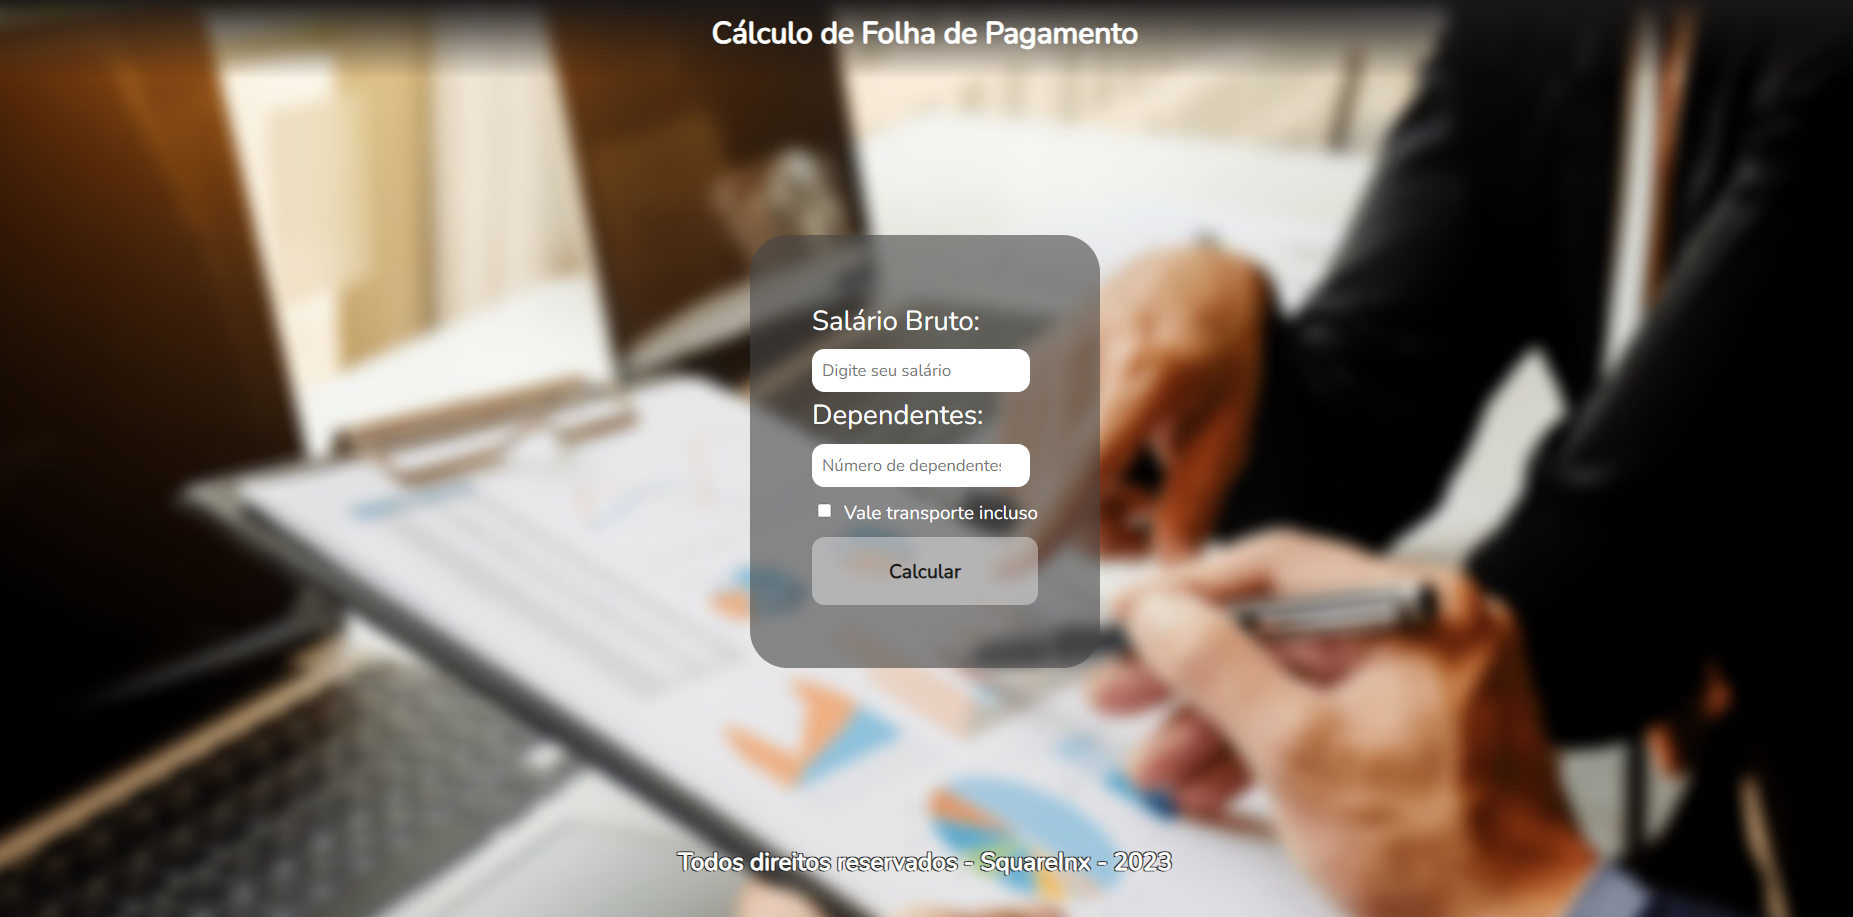 Cálculo de Folha de Pagamento
Salário Bruto:
Digite seu salário
Dependentes:
Número de dependentes
Vale transporte incluso
Calcular
Todos direitos reservados - Squarelnx - 2023